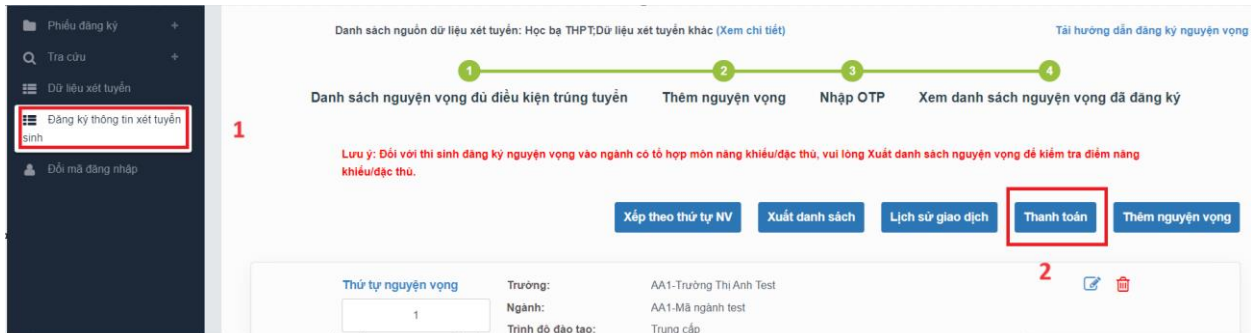 Phiếu đăng ký +
Tra cứu +
Dữ liệu xét tuyển
Đăng ký thông tin xét tuyển
sinh
Đổi mã đăng nhập
1
Danh sách nguồn dữ liệu xét tuyển: Học bạ THPT;Dữ liệu xét tuyển khác (Xem chi tiết)
Tải hướng dẫn đăng ký nguyện vọng
1 2 3 4
Danh sách nguyện vọng đủ điều kiện trúng tuyển Thêm nguyện vọng Nhập OTP Xem danh sách nguyện vọng đã đăng ký
Lưu ý: Đối với thí sinh đăng ký nguyện vọng vào ngành có tổ hợp môn năng khiếu/đặc thù, vui lòng Xuất danh sách nguyện vọng để kiểm tra điểm năng
khiếu/đặc thù.
Xếp theo thứ tự NV Xuất danh sách Lịch sử giao dịch Thanh toán Thêm nguyện vọng
2
Thứ tự nguyện vọng Trường: AA1-Trường Thị Anh Test
1 Ngành: AA1-Mã ngành test
Trình độ đào tạo: Trung cấp